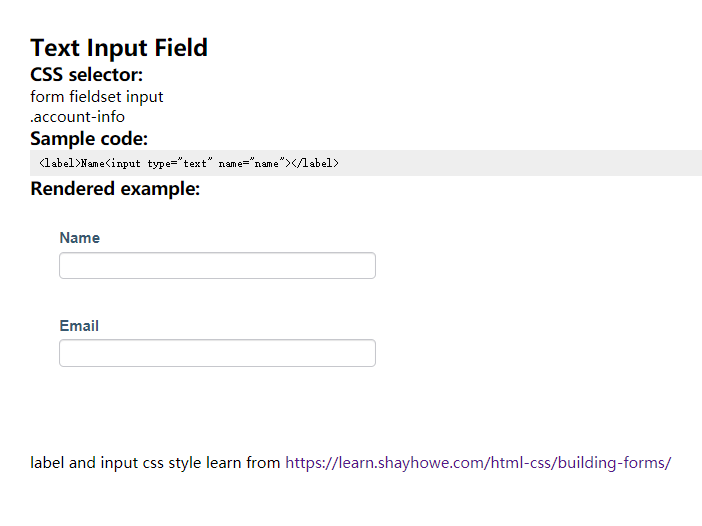 Text Input Field
CSS selector:
form fieldset input
.account-info
Sample code:
<label>Name<input type="text" name="name"></label>
Rendered example:
Name
Email
label and input css style learn from https://learn.shayhowe.com/html-css/building-forms/